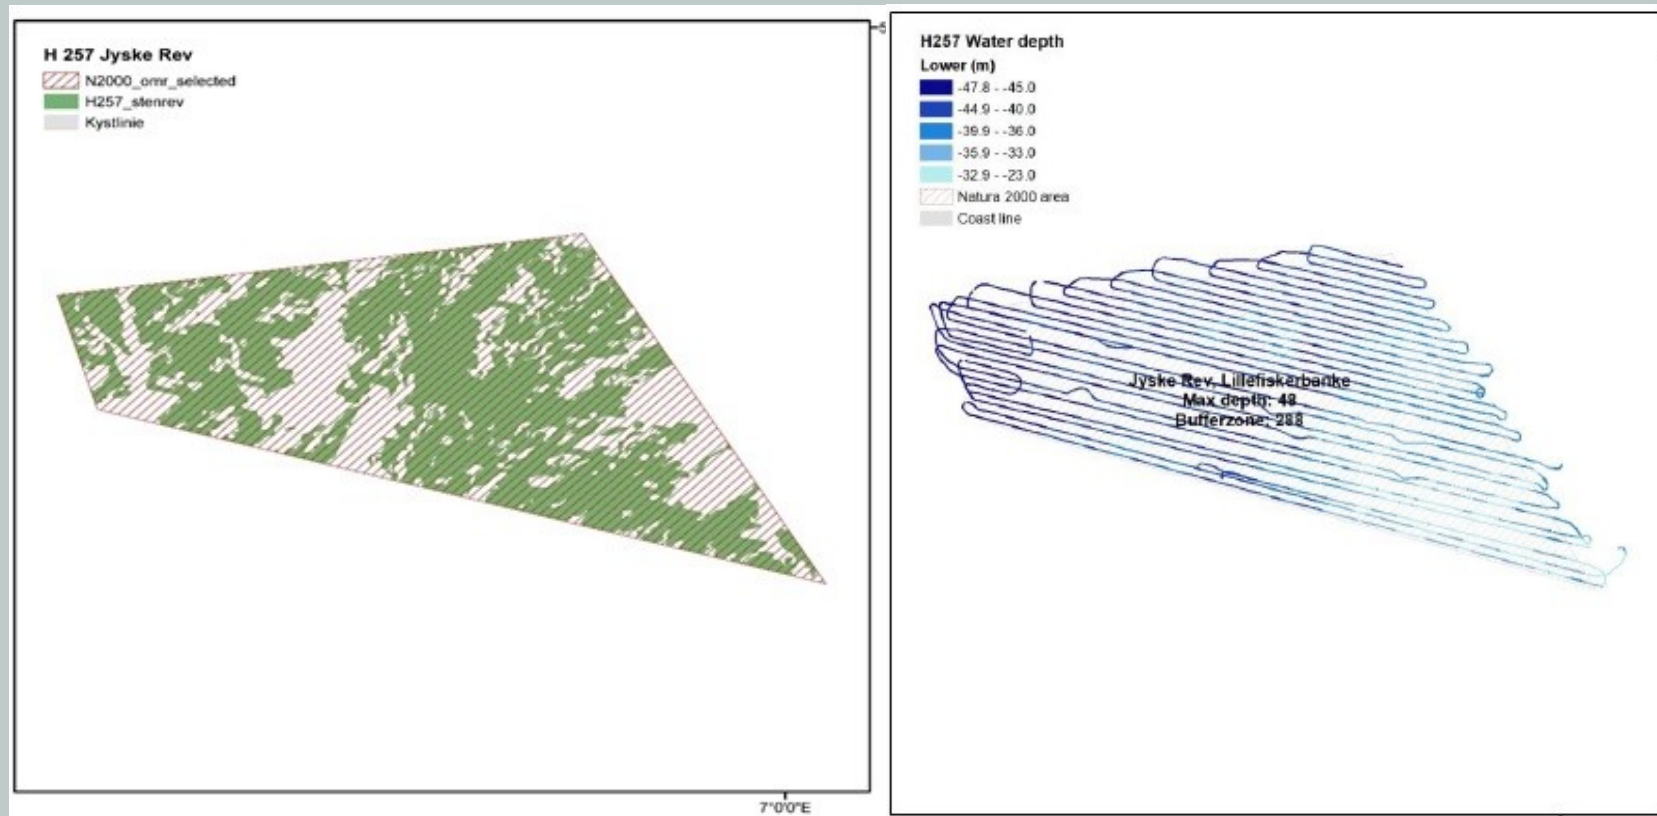 H 257 Jyske Rev
N2000_omr_selected
H257_stenrev
Kystlinie
7°0'0"E
H257 Water depth
Lower (m)
-47.8 - -45.0
-44.9 - -40.0
-39.9 - -36.0
-35.9 - -33.0
-32.9 - -23.0
Natura 2000 area
Coast line
Jyske Rev, Lillefiskerbanke
Max depth: 48
Bufferzone: 288